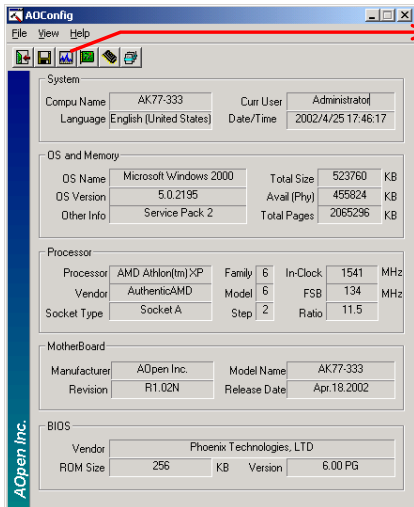 AOConfig
File View Help
System
Compu Name AK77-333 Curr User Administrator
Language English (United States) Date/Time 2002/4/25 17:46:17
OS and Memory
OS Name Microsoft Windows 2000 Total Size 523760 KB
OS Version 5.0.2195 Avail (Phy) 455824 KB
Other Info Service Pack 2 Total Pages 2065296 KB
Processor
Processor AMD Athlon(tm) XP Family 6 In-Clock 1541 MHz
Vendor AuthenticAMD Model 6 FSB 134 MHz
Socket Type Socket A Step 2 Ratio 11.5
MotherBoard
Manufacturer AOpen Inc. Model Name AK77-333
Revision R1.02N Release Date Apr.18.2002
BIOS
Vendor Phoenix Technologies, LTD
ROM Size 256 KB Version 6.00 PG
AOpen Inc.